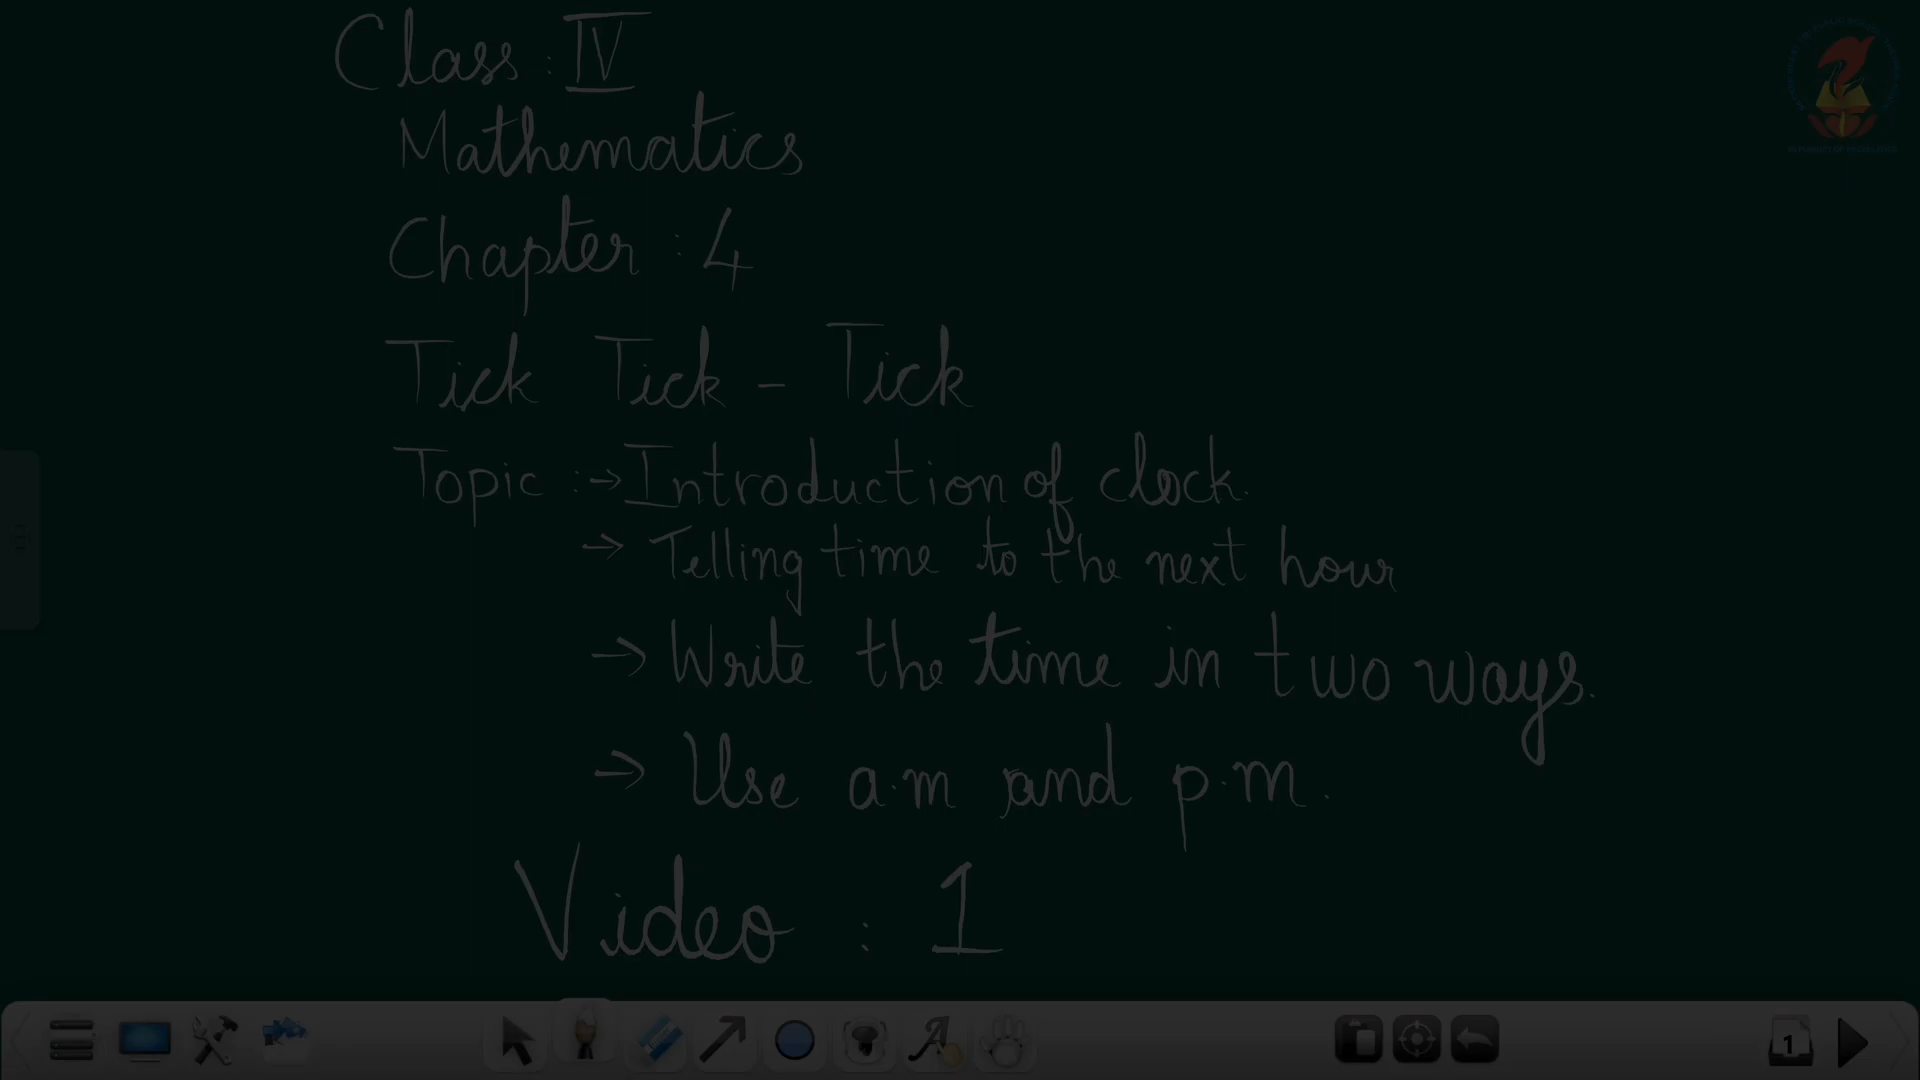 Class : IV
Mathematics
Chapter : 4
Tick Tick - Tick
Topic :→ Introduction of clock.
→ Telling time to the next hour
→ Write the time in two ways.
→ Use a.m and p.m.
Video : 1
1